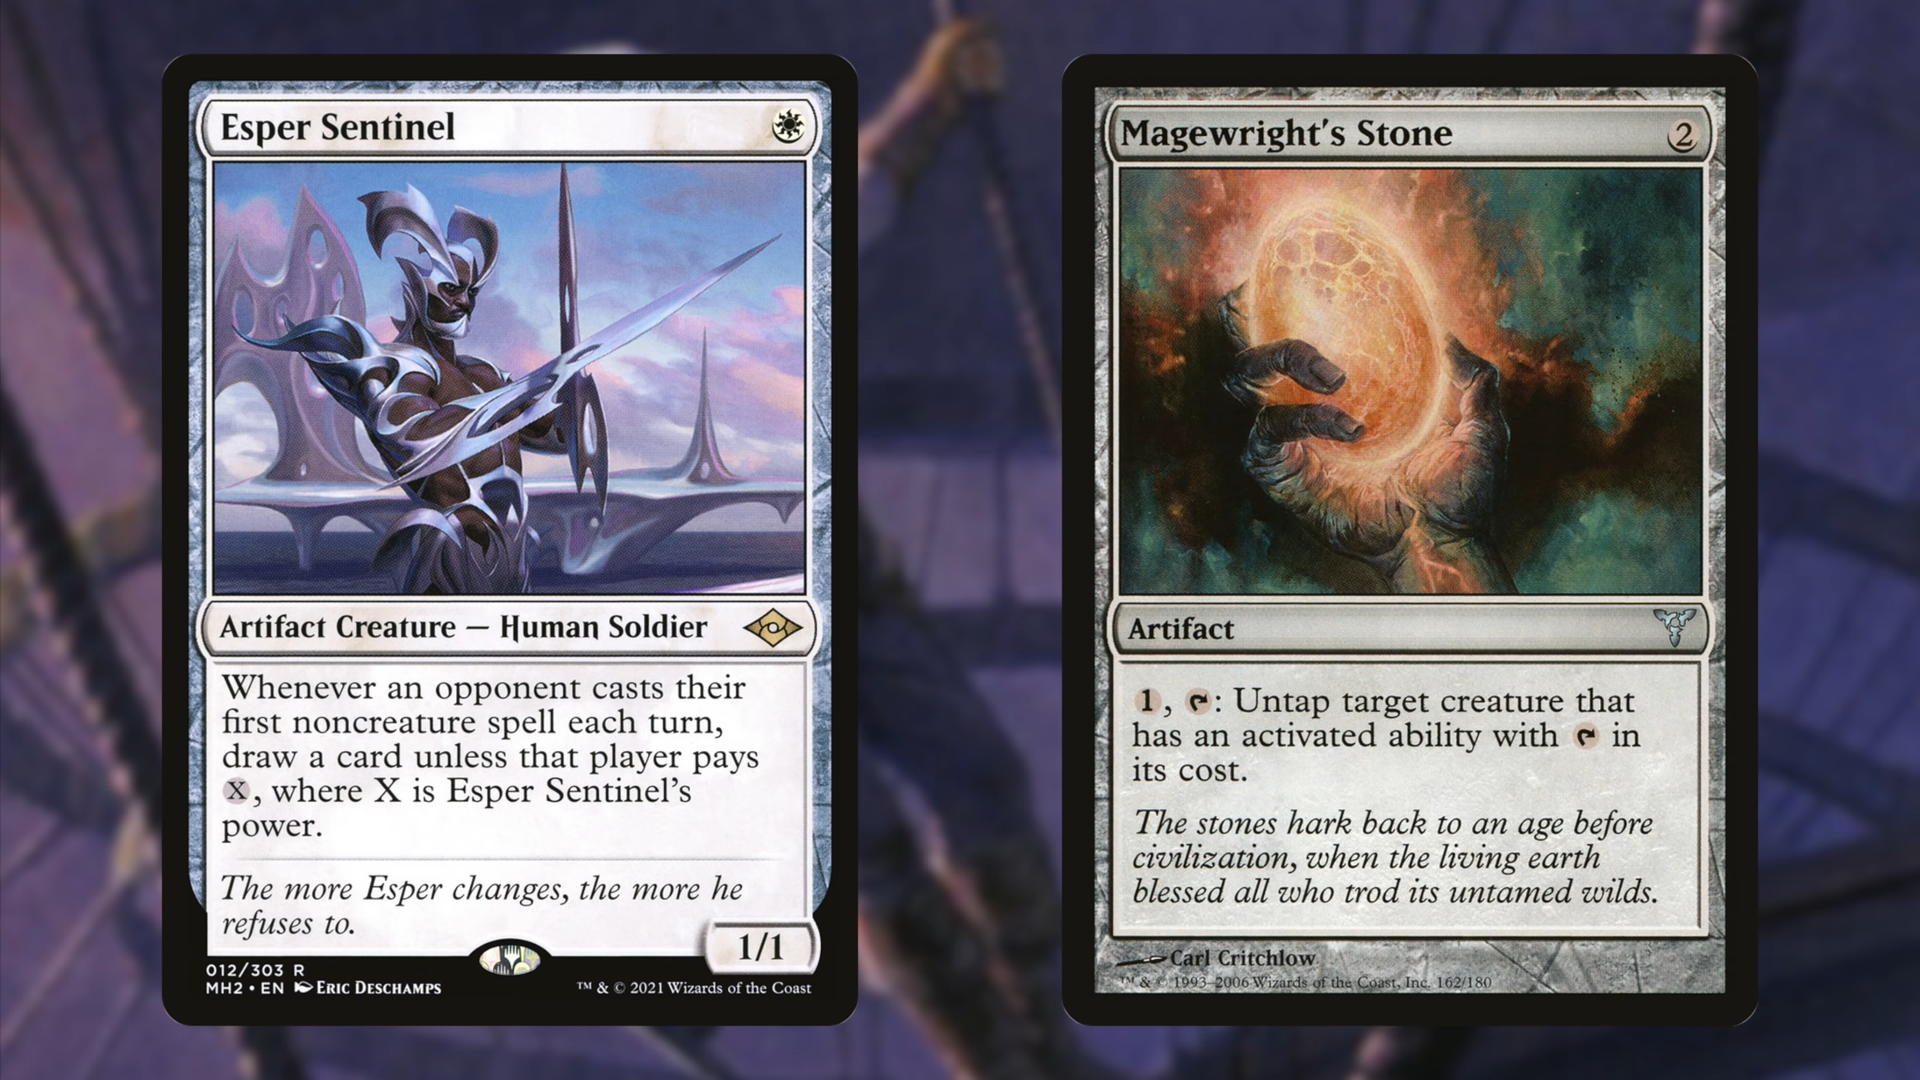 Esper Sentinel
Artifact Creature — Human Soldier
Whenever an opponent casts their
first noncreature spell each turn,
draw a card unless that player pays
X, where X is Esper Sentinel's
power.
The more Esper changes, the more he
refuses to.
1/1
012/303 R
MH2 • EN Eric Deschamps
™ & © 2021 Wizards of the Coast
Magewright's Stone
2
Artifact
1, : Untap target creature that
has an activated ability with in
its cost.
The stones hark back to an age before
civilization, when the living earth
blessed all who trod its untamed wilds.
Carl Critchlow
™ & © 1993–2006 Wizards of the Coast, Inc. 162/180